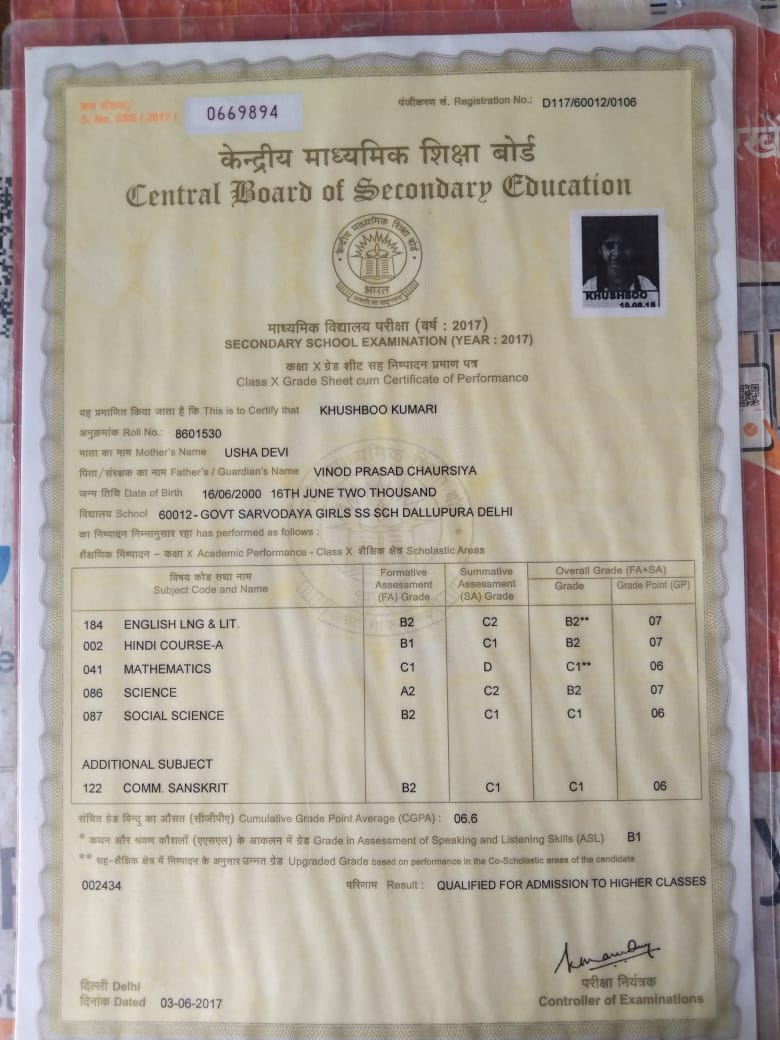 क्रम संख्या/
S. No. SSE / 2017 / 0669894
पंजीकरण सं. Registration No.: D117/60012/0106
केन्द्रीय माध्यमिक शिक्षा बोर्ड
Central Board of Secondary Education
केन्द्रीय माध्यमिक शिक्षा बोर्ड
भारत
KHUSHBOO
माध्यमिक विद्यालय परीक्षा (वर्ष : 2017)
SECONDARY SCHOOL EXAMINATION (YEAR : 2017)
कक्षा X ग्रेड शीट सह निष्पादन प्रमाण पत्र
Class X Grade Sheet cum Certificate of Performance
यह प्रमाणित किया जाता है कि This is to Certify that KHUSHBOO KUMARI
अनुक्रमांक Roll No.: 8601530
माता का नाम Mother's Name USHA DEVI
पिता/संरक्षक का नाम Father's / Guardian's Name VINOD PRASAD CHAURSIYA
जन्म तिथि Date of Birth 16/06/2000 16TH JUNE TWO THOUSAND
विद्यालय School 60012- GOVT SARVODAYA GIRLS SS SCH DALLUPURA DELHI
का निष्पादन निम्नानुसार रहा has performed as follows :
शैक्षणिक निष्पादन – कक्षा X Academic Performance - Class X शैक्षिक क्षेत्र Scholastic Areas
विषय कोड तथा नाम
Subject Code and Name
Formative
Assessment
(FA) Grade
Summative
Assessment
(SA) Grade
Overall Grade (FA+SA)
Grade Grade Point (GP)
184 ENGLISH LNG & LIT. B2 C2 B2** 07
002 HINDI COURSE-A B1 C1 B2 07
041 MATHEMATICS C1 D C1** 06
086 SCIENCE A2 C2 B2 07
087 SOCIAL SCIENCE B2 C1 C1 06
ADDITIONAL SUBJECT
122 COMM. SANSKRIT B2 C1 C1 06
संचित ग्रेड बिन्दु का औसत (सीजीपीए) Cumulative Grade Point Average (CGPA) : 06.6
* कथन और श्रवण कौशलों (एएसएल) के आकलन में ग्रेड Grade in Assessment of Speaking and Listening Skills (ASL) B1
** सह-शैक्षिक क्षेत्र में निष्पादन के अनुसार उन्नत ग्रेड Upgraded Grade based on performance in the Co-Scholastic areas of the candidate
002434 परिणाम Result : QUALIFIED FOR ADMISSION TO HIGHER CLASSES
दिल्ली Delhi
दिनांक Dated 03-06-2017
परीक्षा नियंत्रक
Controller of Examinations